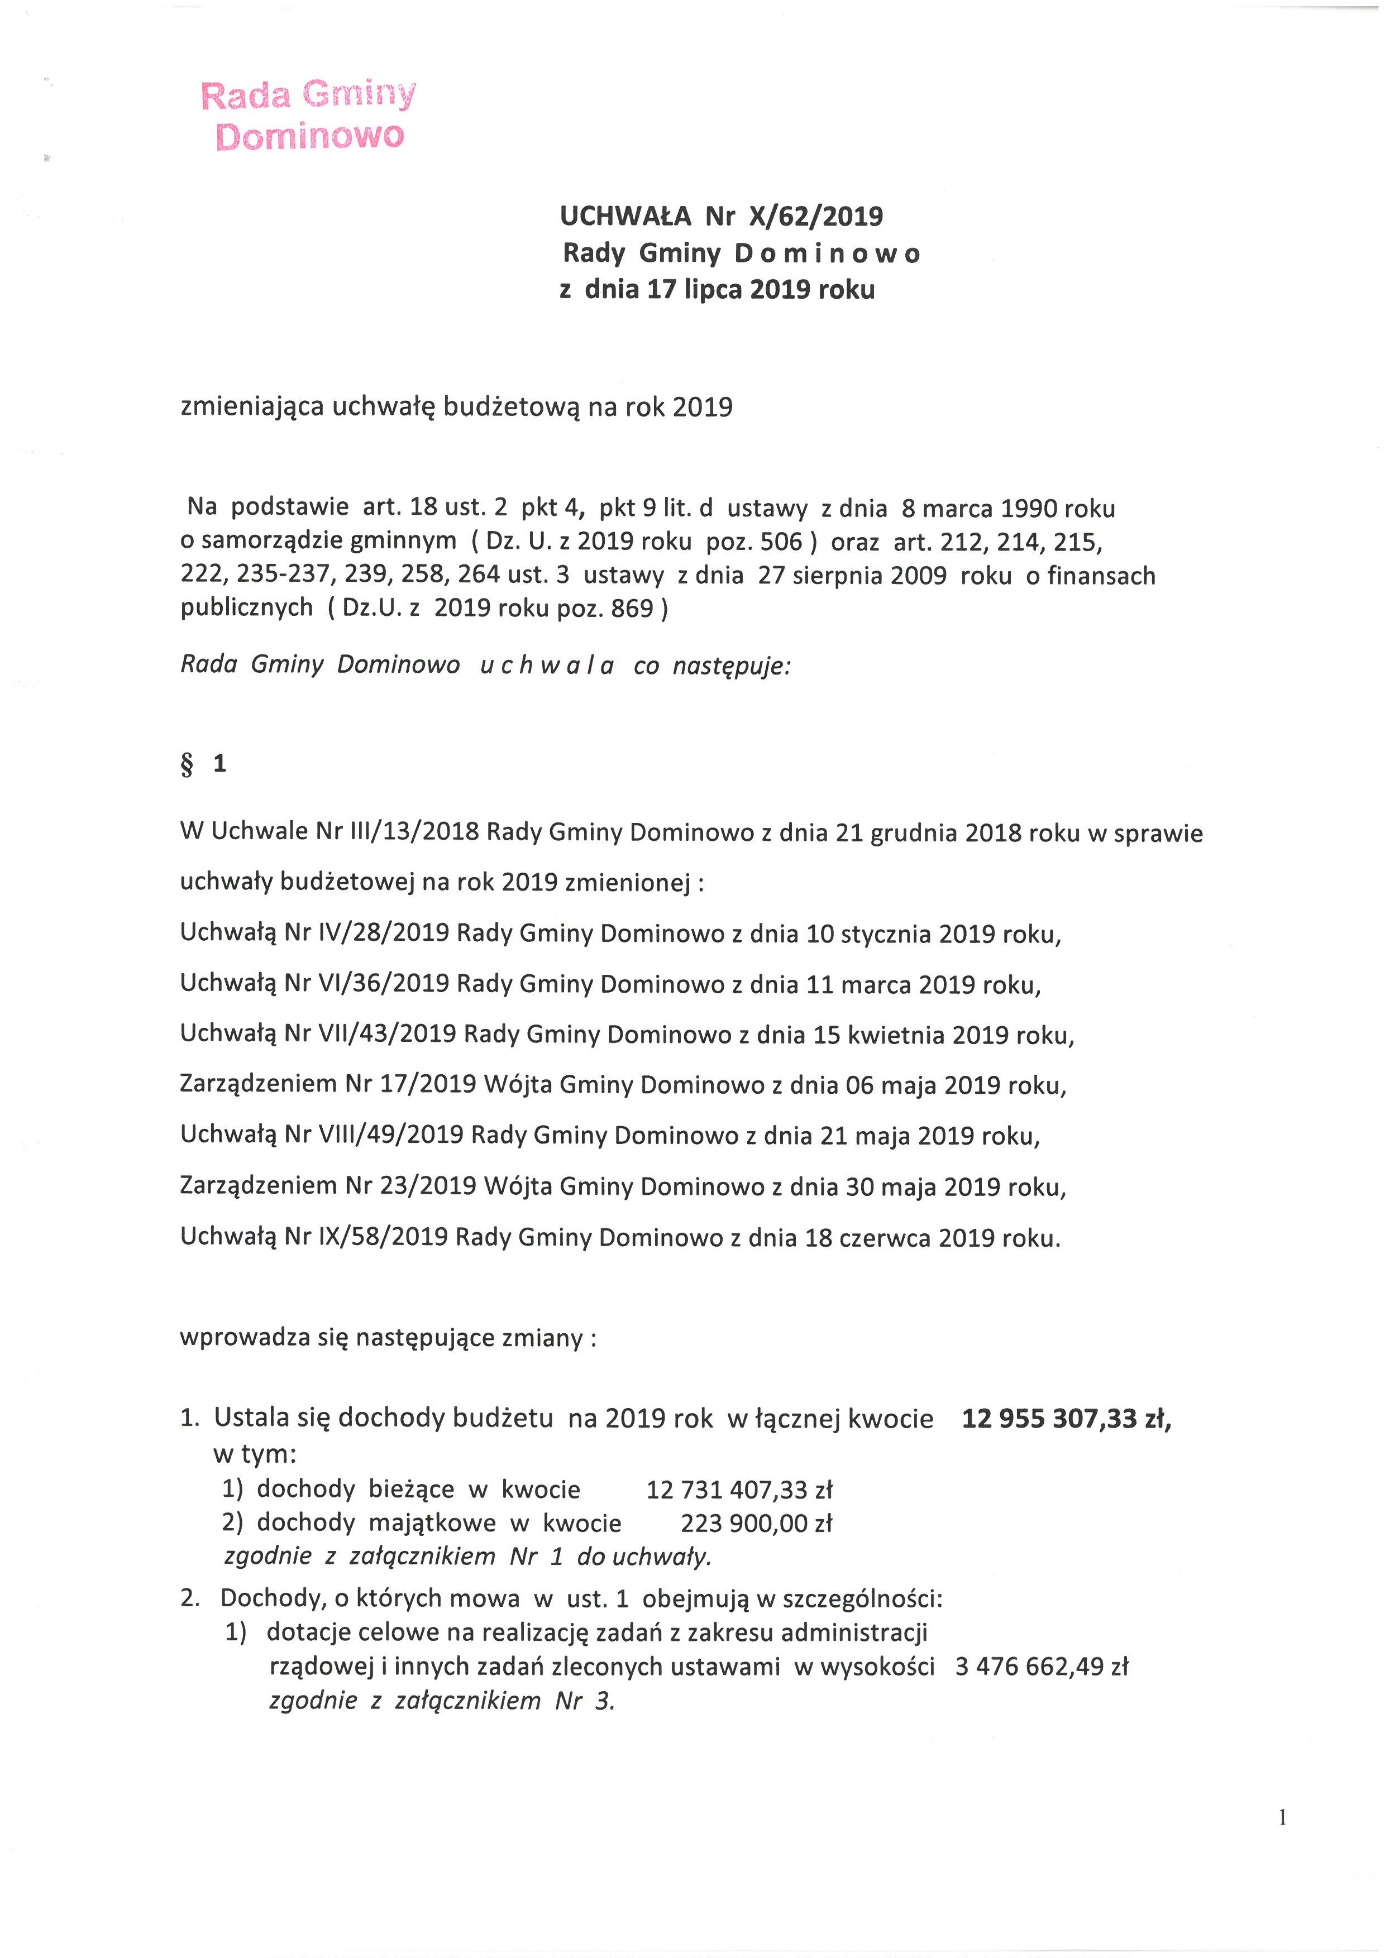 Rada Gminy
Dominowo
UCHWAŁA Nr X/62/2019
Rady Gminy D o m i n o w o
z dnia 17 lipca 2019 roku
zmieniająca uchwałę budżetową na rok 2019
Na podstawie art. 18 ust. 2 pkt 4, pkt 9 lit. d ustawy z dnia 8 marca 1990 roku
o samorządzie gminnym ( Dz. U. z 2019 roku poz. 506 ) oraz art. 212, 214, 215,
222, 235-237, 239, 258, 264 ust. 3 ustawy z dnia 27 sierpnia 2009 roku o finansach
publicznych ( Dz.U. z 2019 roku poz. 869 )
Rada Gminy Dominowo u c h w a l a co następuje:
§ 1
W Uchwale Nr III/13/2018 Rady Gminy Dominowo z dnia 21 grudnia 2018 roku w sprawie
uchwały budżetowej na rok 2019 zmienionej :
Uchwałą Nr IV/28/2019 Rady Gminy Dominowo z dnia 10 stycznia 2019 roku,
Uchwałą Nr VI/36/2019 Rady Gminy Dominowo z dnia 11 marca 2019 roku,
Uchwałą Nr VII/43/2019 Rady Gminy Dominowo z dnia 15 kwietnia 2019 roku,
Zarządzeniem Nr 17/2019 Wójta Gminy Dominowo z dnia 06 maja 2019 roku,
Uchwałą Nr VIII/49/2019 Rady Gminy Dominowo z dnia 21 maja 2019 roku,
Zarządzeniem Nr 23/2019 Wójta Gminy Dominowo z dnia 30 maja 2019 roku,
Uchwałą Nr IX/58/2019 Rady Gminy Dominowo z dnia 18 czerwca 2019 roku.
wprowadza się następujące zmiany :
1. Ustala się dochody budżetu na 2019 rok w łącznej kwocie 12 955 307,33 zł,
w tym:
1) dochody bieżące w kwocie 12 731 407,33 zł
2) dochody majątkowe w kwocie 223 900,00 zł
zgodnie z załącznikiem Nr 1 do uchwały.
2. Dochody, o których mowa w ust. 1 obejmują w szczególności:
1) dotacje celowe na realizację zadań z zakresu administracji
rządowej i innych zadań zleconych ustawami w wysokości 3 476 662,49 zł
zgodnie z załącznikiem Nr 3.
1